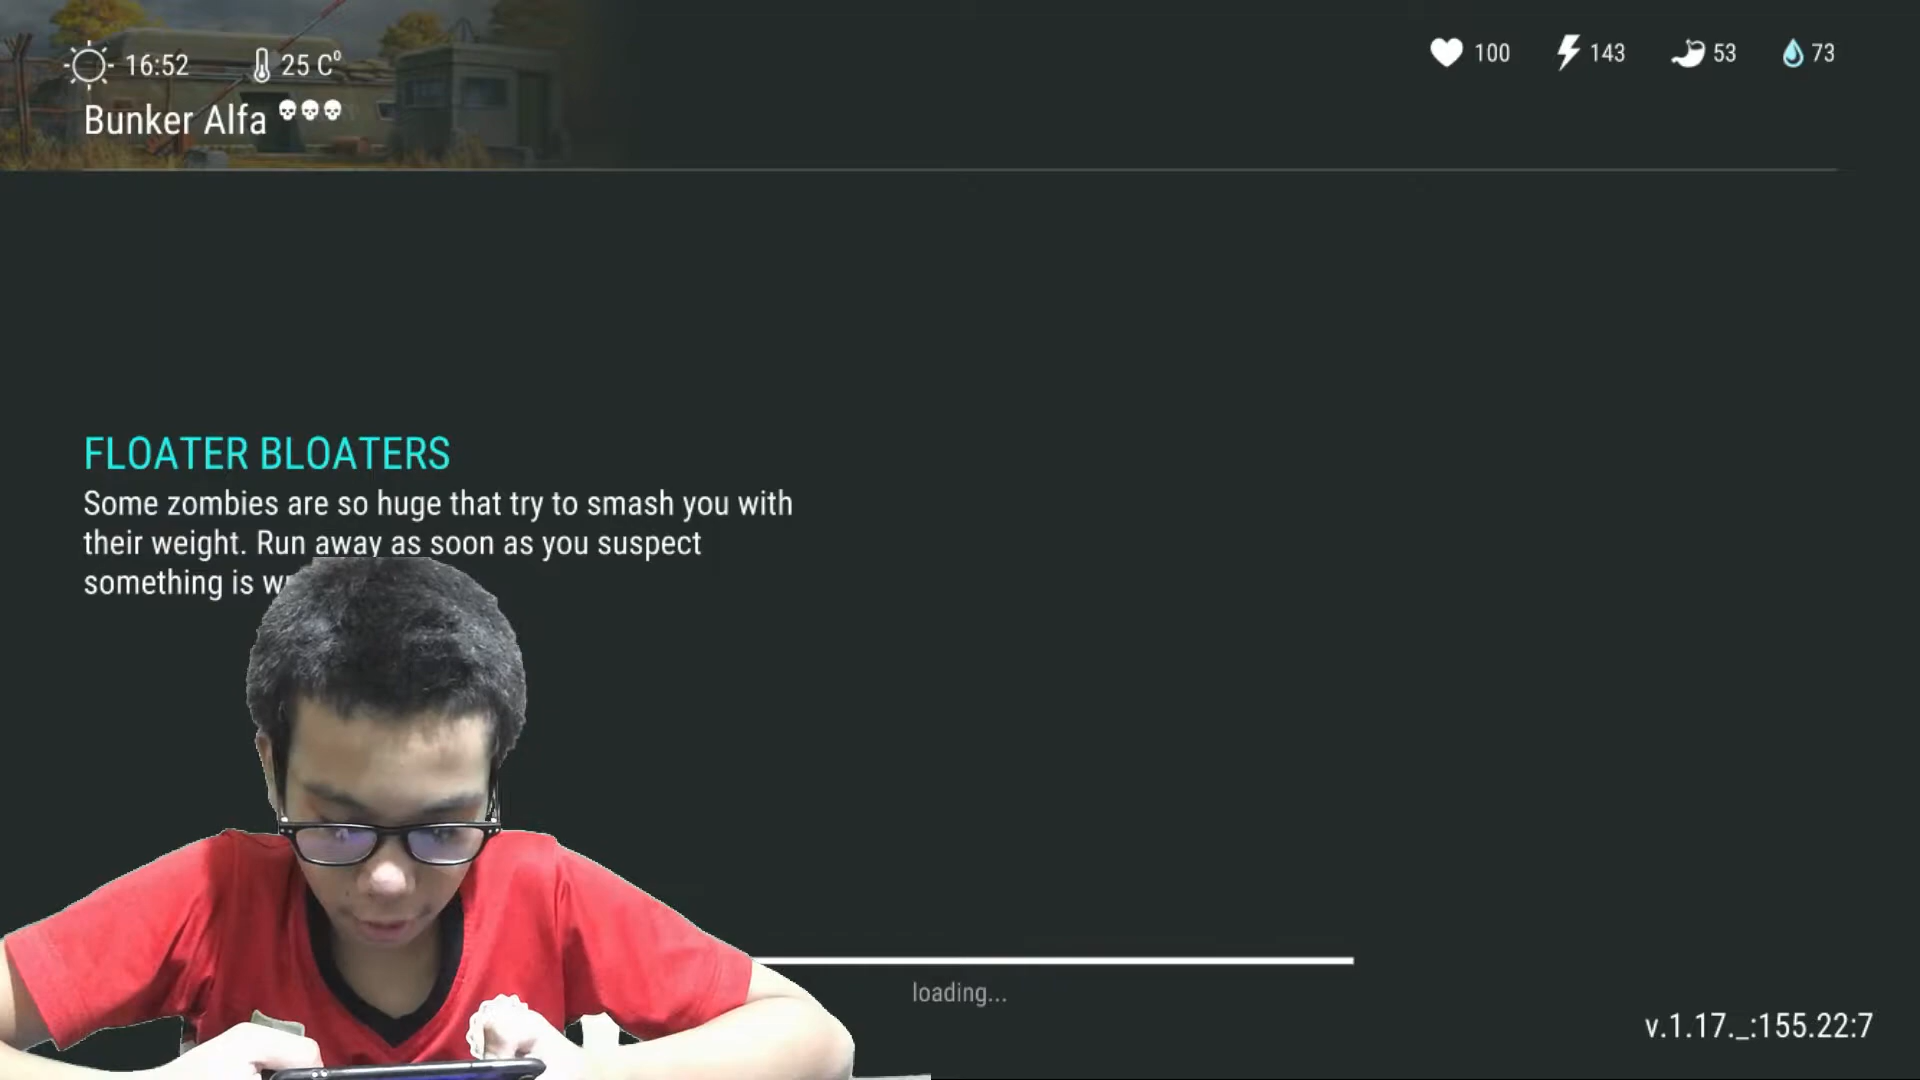 16:52 25 C⁰
100 143 53 73
Bunker Alfa
FLOATER BLOATERS
Some zombies are so huge that try to smash you with
their weight. Run away as soon as you suspect
something is
loading...
v.1.17._:155.22:7